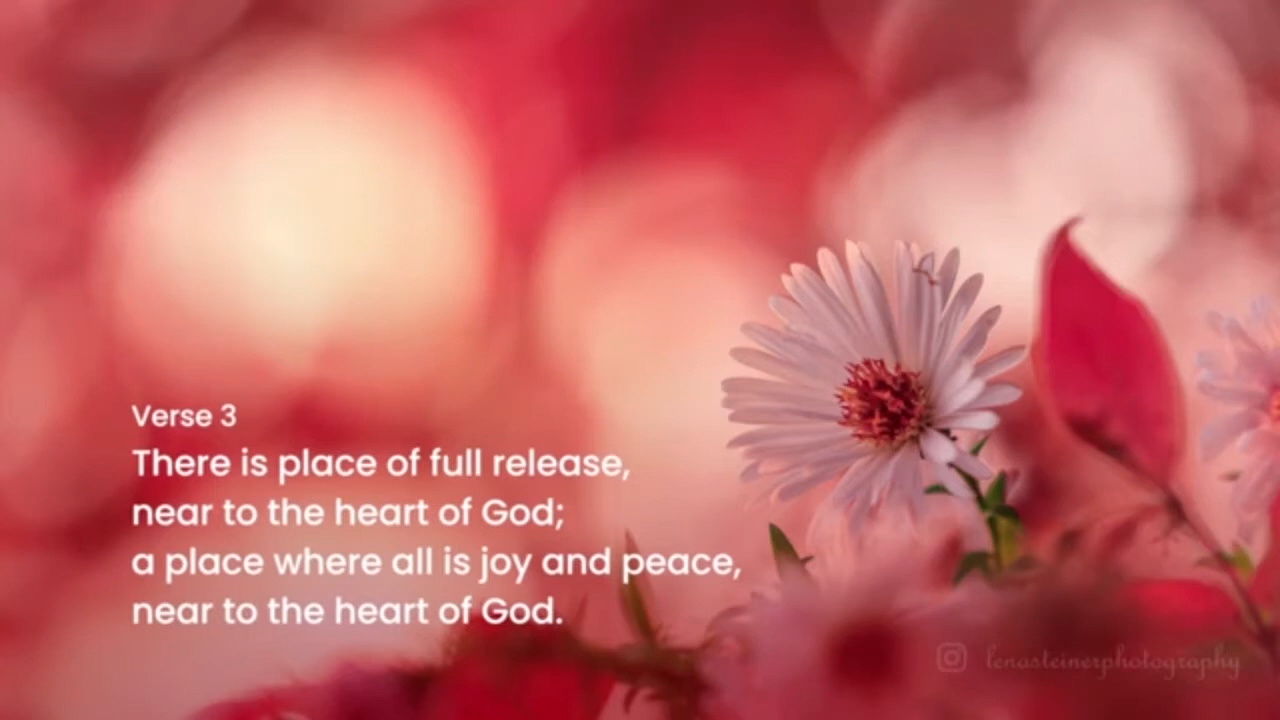 Verse 3
There is place of full release,
near to the heart of God;
a place where all is joy and peace,
near to the heart of God.
lenasteinerphotography